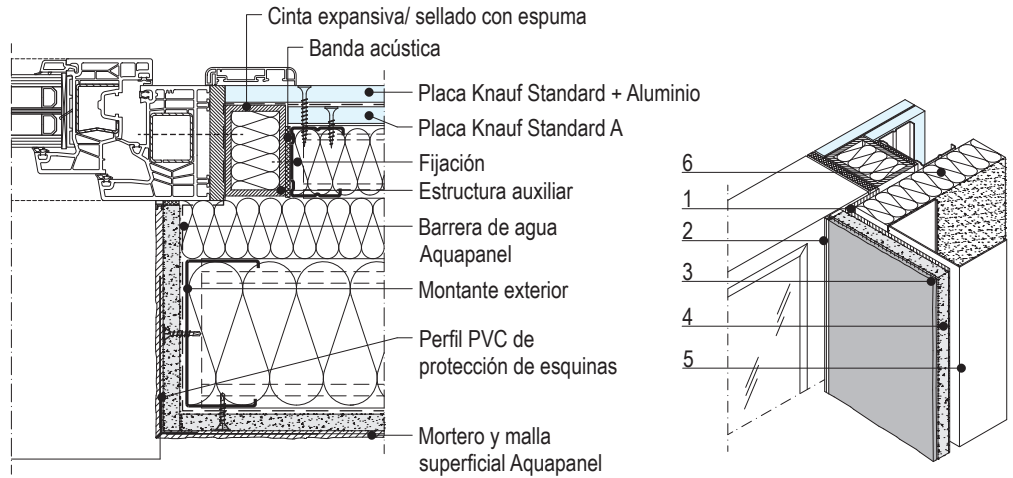 Cinta expansiva/ sellado con espuma
Banda acústica
Placa Knauf Standard + Aluminio
Placa Knauf Standard A
Fijación
Estructura auxiliar
Barrera de agua
Aquapanel
Montante exterior
Perfil PVC de
protección de esquinas
Mortero y malla
superficial Aquapanel
6
1
2
3
4
5